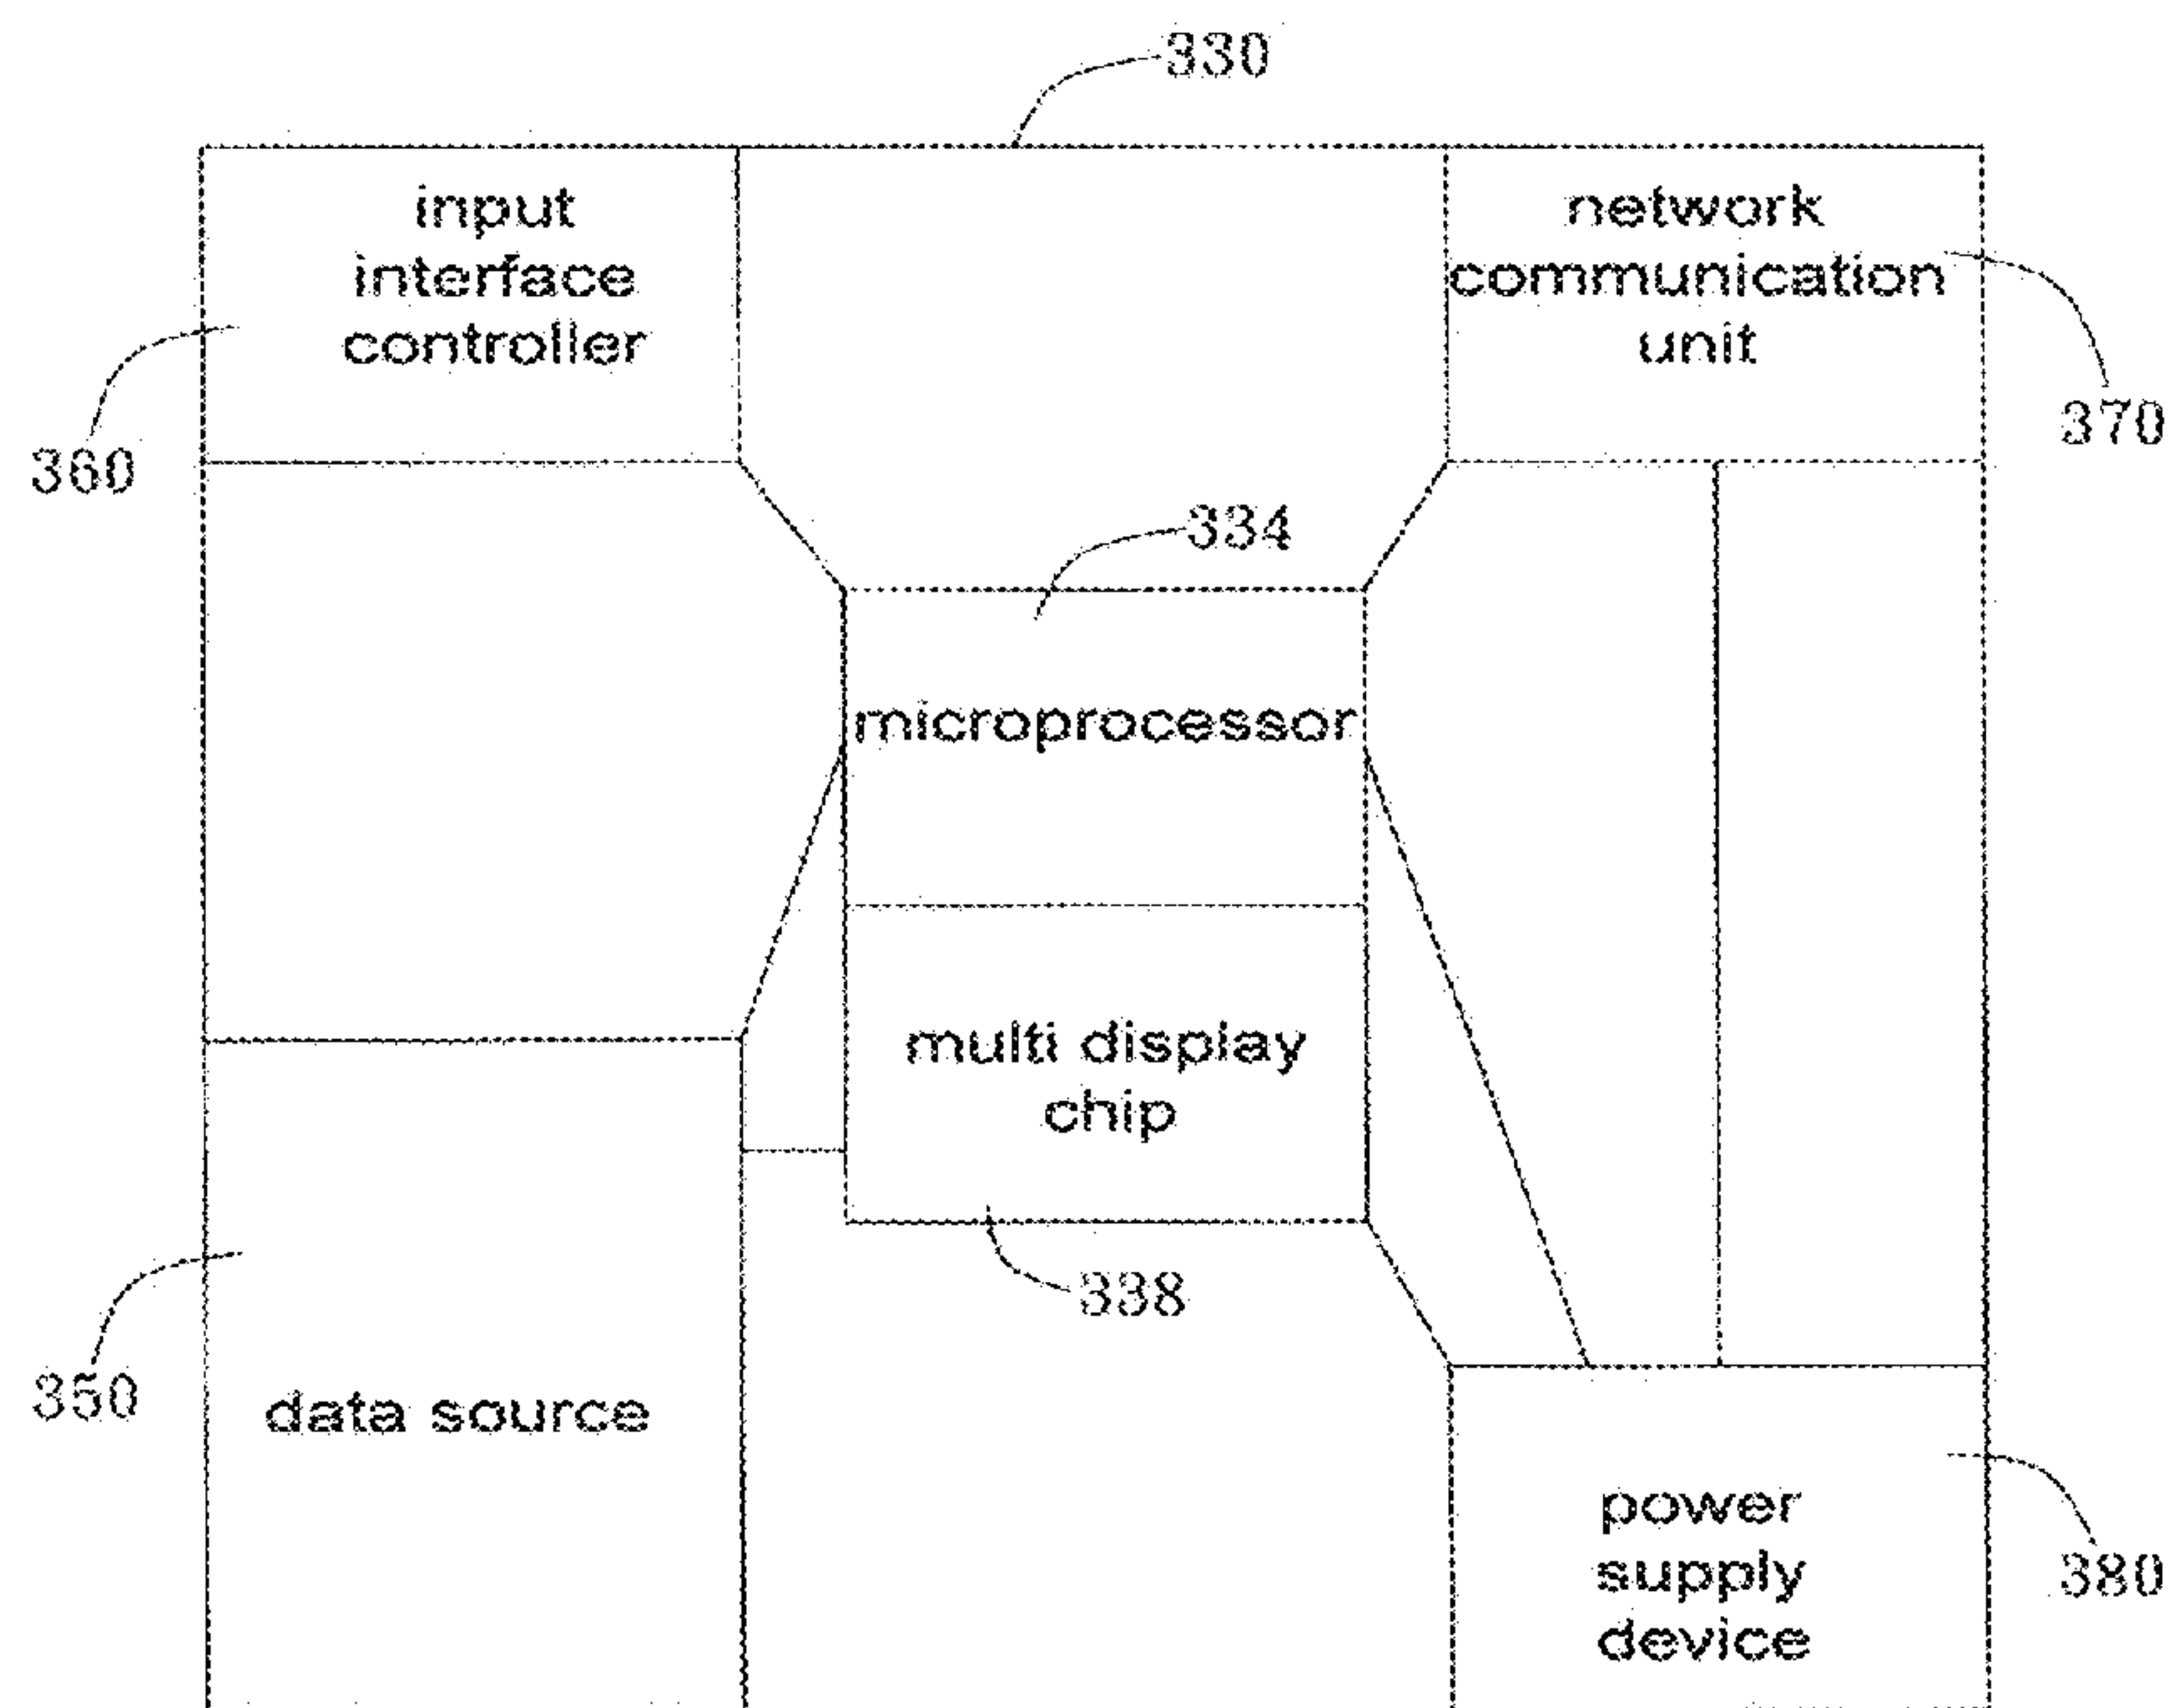 330
input
interface
controller
network
communication
unit
360
370
334
microprocessor
multi display
chip
338
350
data source
power
supply
device
380